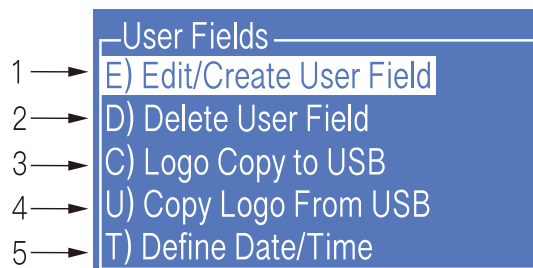 User Fields
1 E) Edit/Create User Field
2 D) Delete User Field
3 C) Logo Copy to USB
4 U) Copy Logo From USB
5 T) Define Date/Time